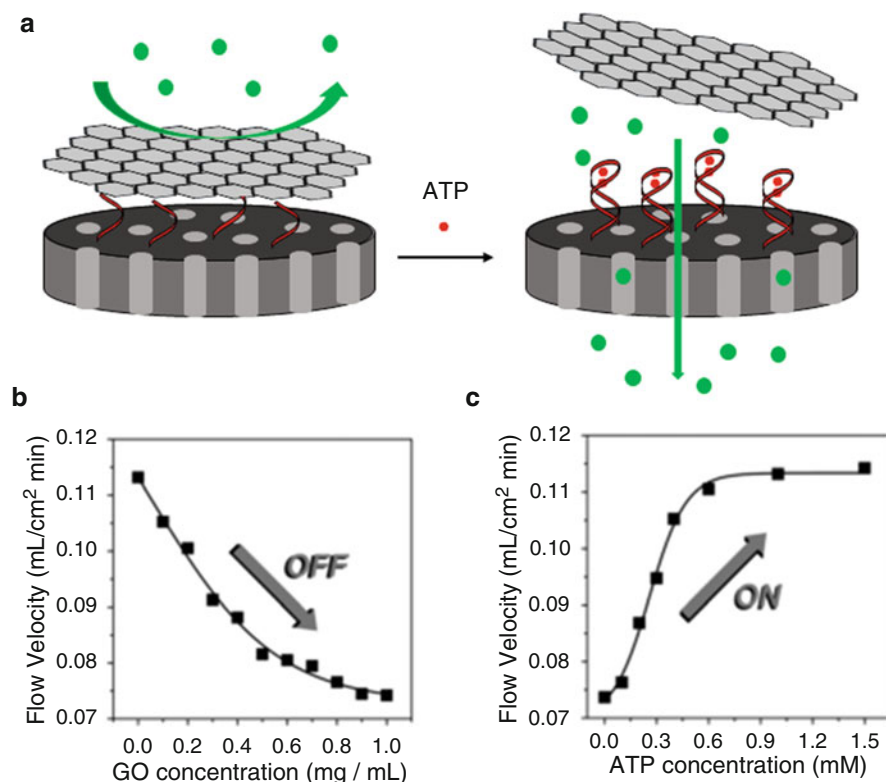 a
ATP
b
Flow Velocity (mL/cm² min)
0.12
0.11
0.10
0.09
0.08
0.07
OFF
0.0 0.2 0.4 0.6 0.8 1.0
GO concentration (mg / mL)
c
Flow Velocity (mL/cm² min)
0.12
0.11
0.10
0.09
0.08
0.07
ON
0.0 0.3 0.6 0.9 1.2 1.5
ATP concentration (mM)